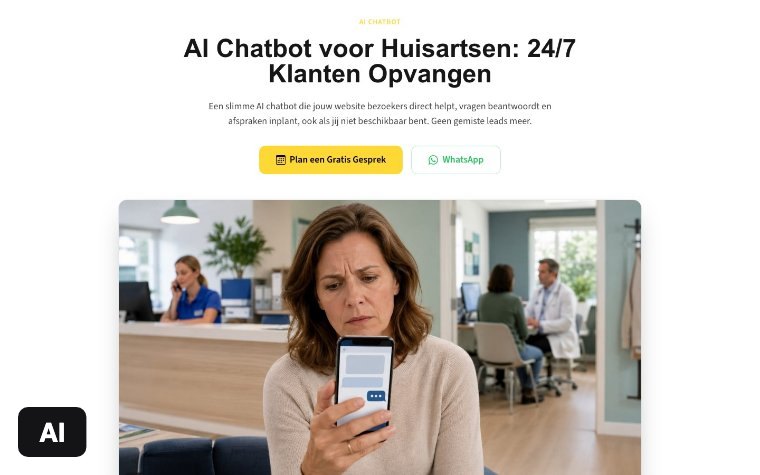 AI CHATBOT
AI Chatbot voor Huisartsen: 24/7
Klanten Opvangen
Een slimme AI chatbot die jouw website bezoekers direct helpt, vragen beantwoordt en
afspraken inplant, ook als jij niet beschikbaar bent. Geen gemiste leads meer.
Plan een Gratis Gesprek
WhatsApp
AI